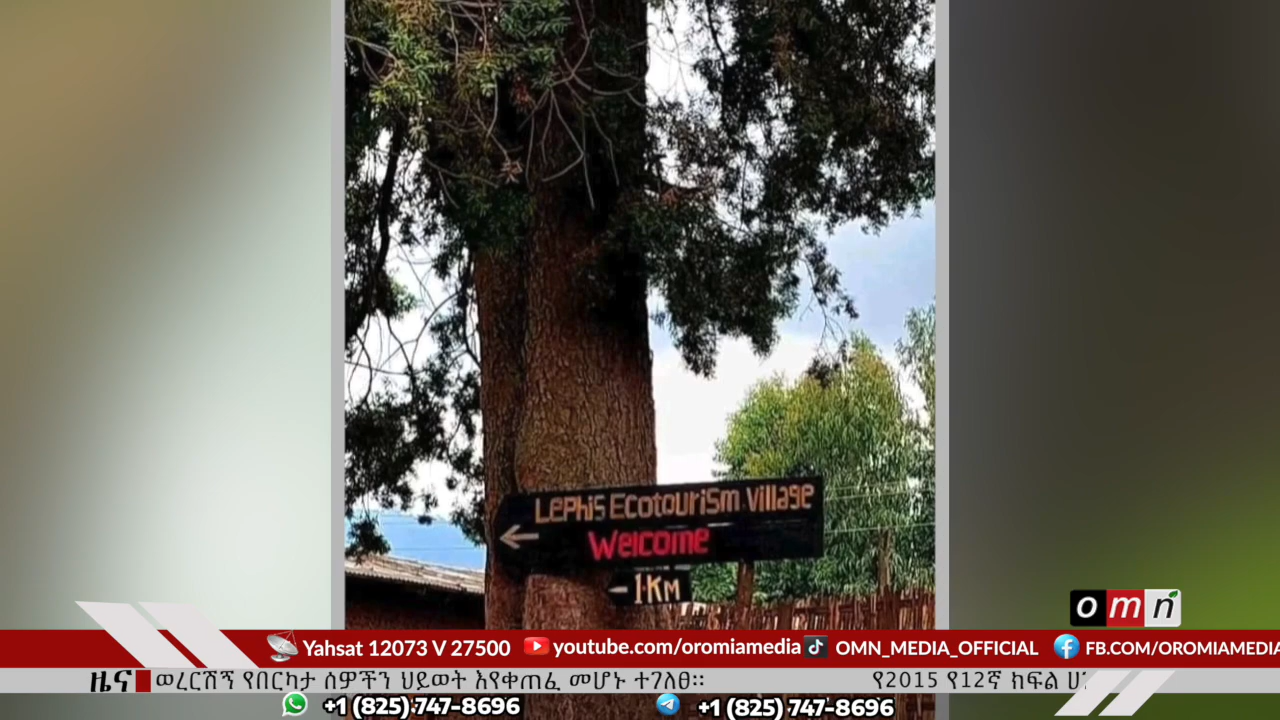 Lephis Ecotourism Village
Welcome
1Km
omn
Yahsat 12073 V 27500 youtube.com/oromiamedia OMN_MEDIA_OFFICIAL FB.COM/OROMIAMEDIA
ዜና ወረርሽኝ የበርካታ ሰዎችን ህይወት እየቀጠፈ መሆኑ ተገለፀ። የ2015 የ12ኛ ክፍል
+1 (825) 747-8696 +1 (825) 747-8696